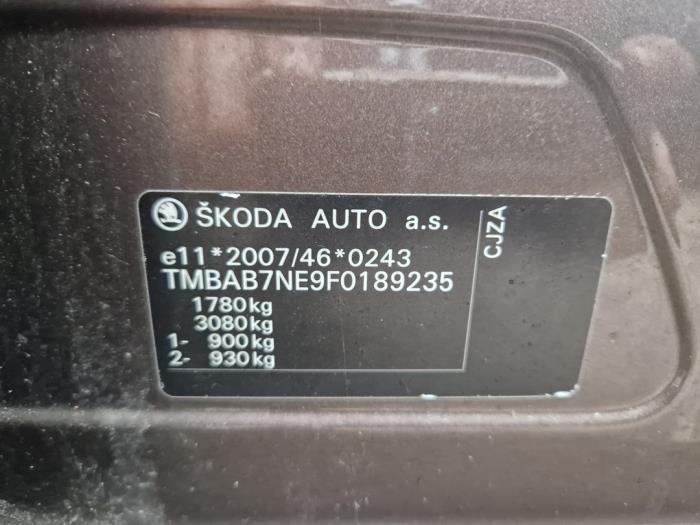 ŠKODA AUTO a.s.
e11*2007/46*0243
TMBAB7NE9F0189235
1780kg
3080kg
1- 900kg
2- 930kg
CJZA